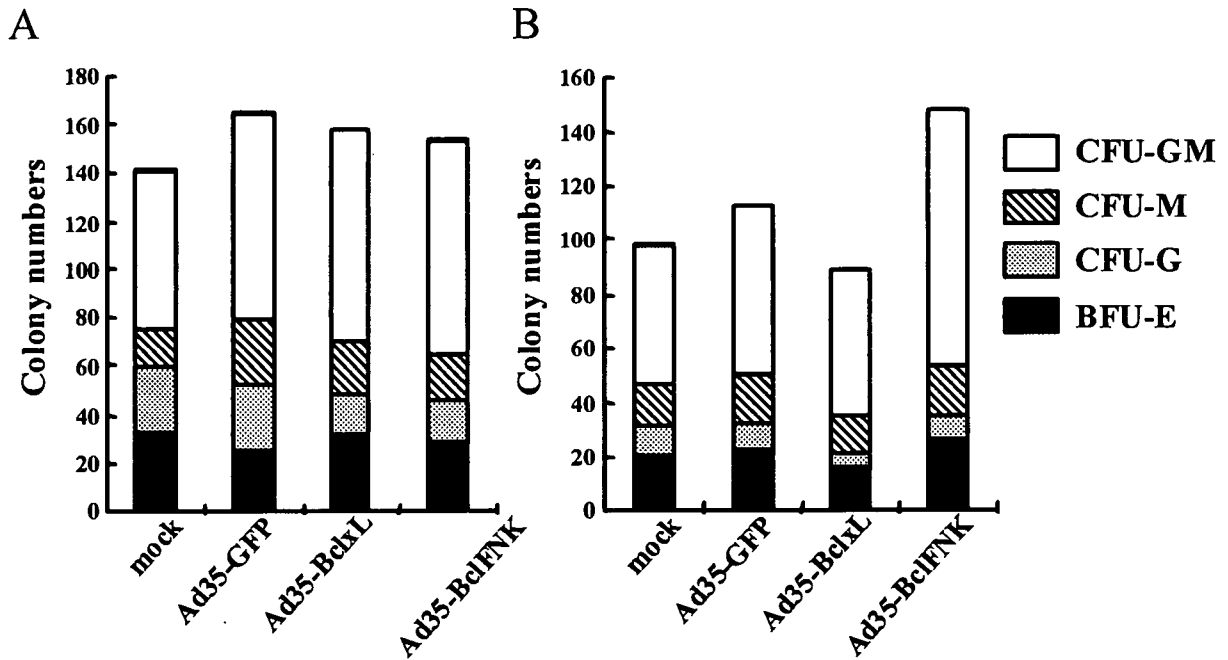 A
180
160
140
120
100
80
60
40
20
0
Colony numbers
mock
Ad35-GFP
Ad35-BclxL
Ad35-BclFNK
B
160
140
120
100
80
60
40
20
0
Colony numbers
mock
Ad35-GFP
Ad35-BclxL
Ad35-BclFNK
CFU-GM
CFU-M
CFU-G
BFU-E